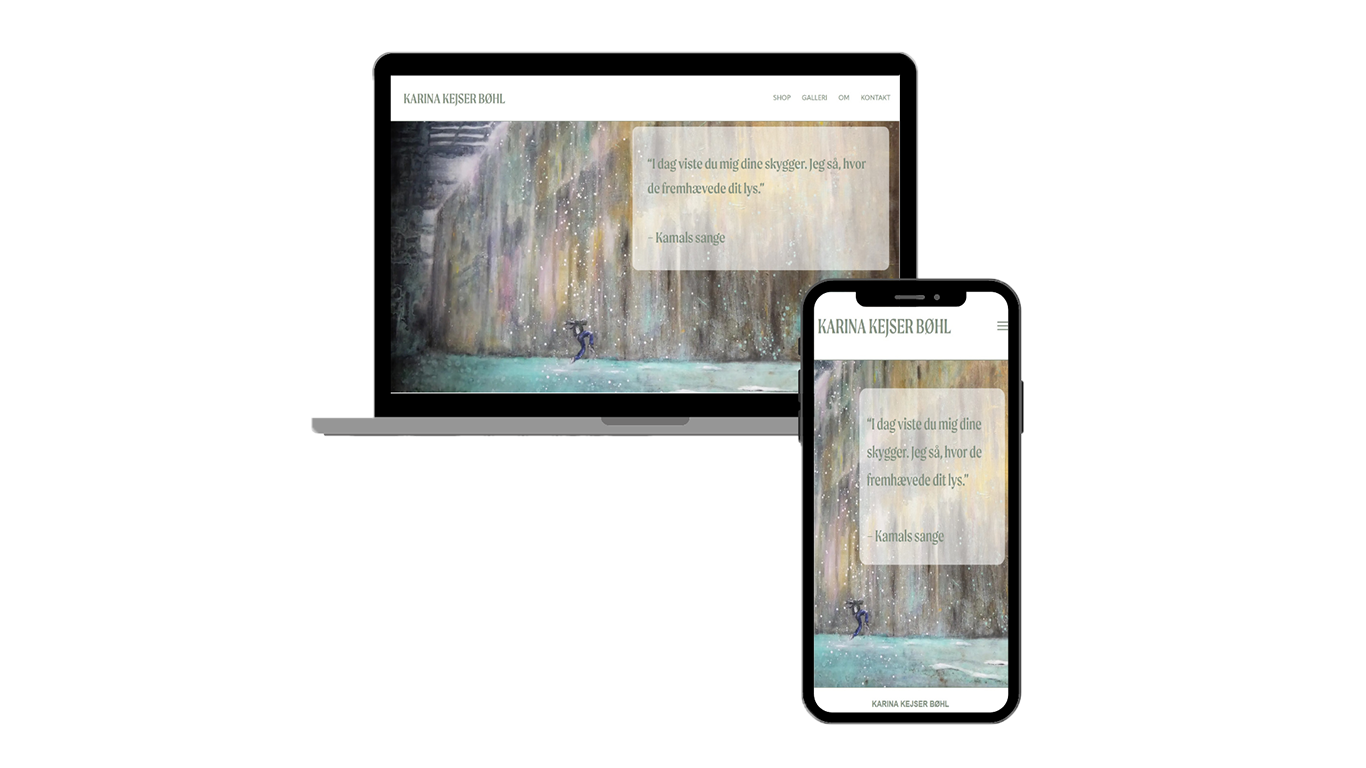 KARINA KEJSER BØHL
SHOP GALLERI OM KONTAKT
“I dag viste du mig dine skygger. Jeg så, hvor
de fremhævede dit lys.”
– Kamals sange
KARINA KEJSER BØHL
“I dag viste du mig dine
skygger. Jeg så, hvor de
fremhævede dit lys.”
– Kamals sange
KARINA KEJSER BØHL